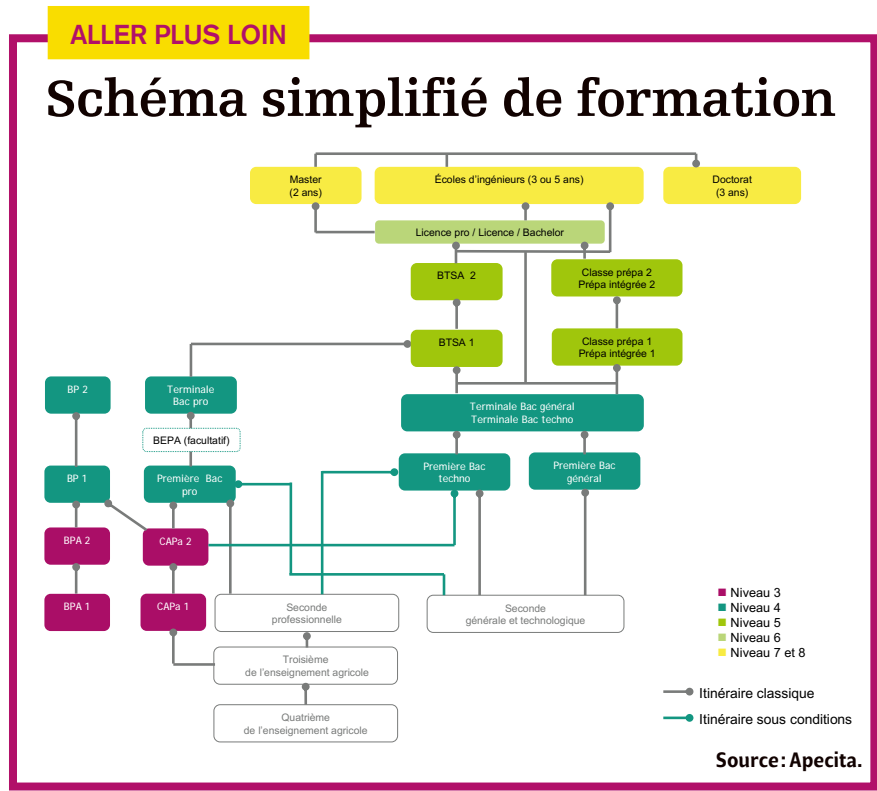 ALLER PLUS LOIN
Schéma simplifié de formation
Master
(2 ans)
Écoles d'ingénieurs (3 ou 5 ans)
Doctorat
(3 ans)
Licence pro / Licence / Bachelor
BTSA 2
Classe prépa 2
Prépa intégrée 2
BTSA 1
Classe prépa 1
Prépa intégrée 1
BP 2
Terminale
Bac pro
Terminale Bac général
Terminale Bac techno
BEPA (facultatif)
BP 1
Première Bac
pro
Première Bac
techno
Première Bac
général
BPA 2
CAPa 2
BPA 1
CAPa 1
Seconde
professionnelle
Seconde
générale et technologique
Troisième
de l'enseignement agricole
Quatrième
de l'enseignement agricole
Niveau 3
Niveau 4
Niveau 5
Niveau 6
Niveau 7 et 8
Itinéraire classique
Itinéraire sous conditions
Source: Apecita.